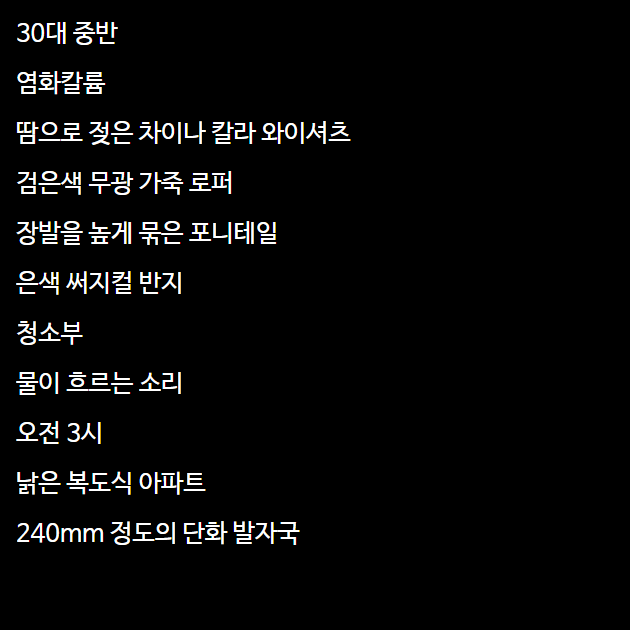 30대 중반
염화칼륨
땀으로 젖은 차이나 칼라 와이셔츠
검은색 무광 가죽 로퍼
장발을 높게 묶은 포니테일
은색 써지컬 반지
청소부
물이 흐르는 소리
오전 3시
낡은 복도식 아파트
240mm 정도의 단화 발자국